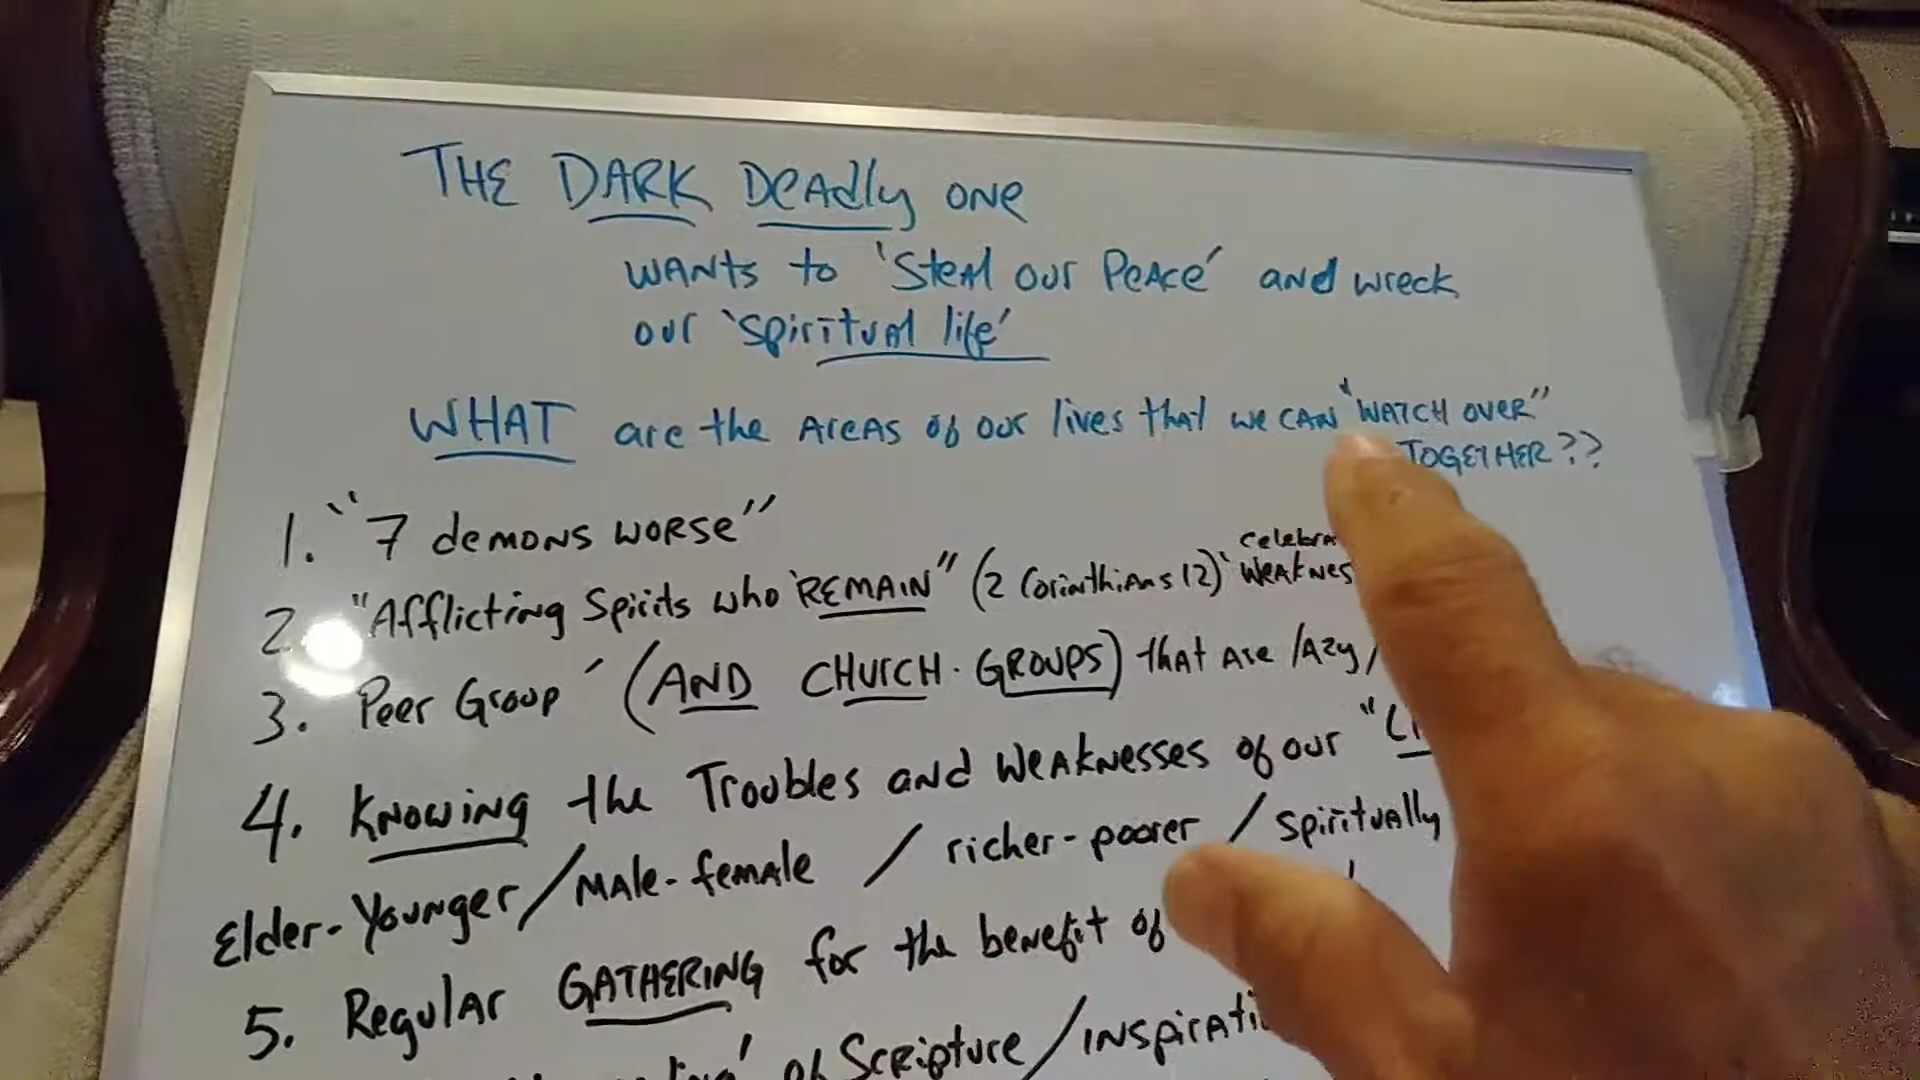 THE DARK DEADLY ONE
WANTS to 'Steal our Peace' and wreck
our 'Spiritual life'
WHAT are the AREAS of our lives that we CAN "WATCH OVER"
TOGETHER??
1. "7 demons worse"
celebra
2. "Afflicting Spirits who 'REMAIN" (2 Corinthians 12) 'Weaknes
3. Peer Group' (AND CHURCH GROUPS) that are lazy,
4. KNOWING the Troubles and Weaknesses of our "
Elder-Younger/Male-female / richer-poorer / spiritually
5. Regular GATHERING for the benefit of
of Scripture/INSpirati